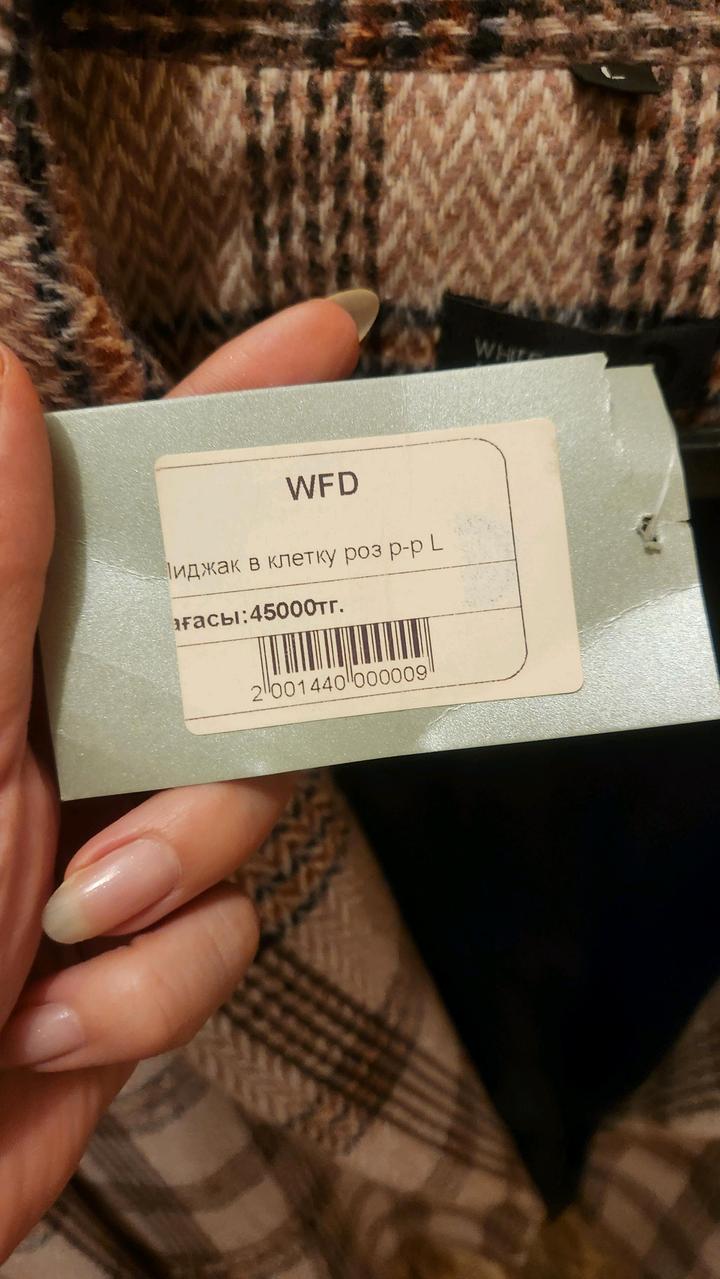 L
WFD
иджак в клетку роз р-р L
ағасы:45000тг.
2 001440 000009